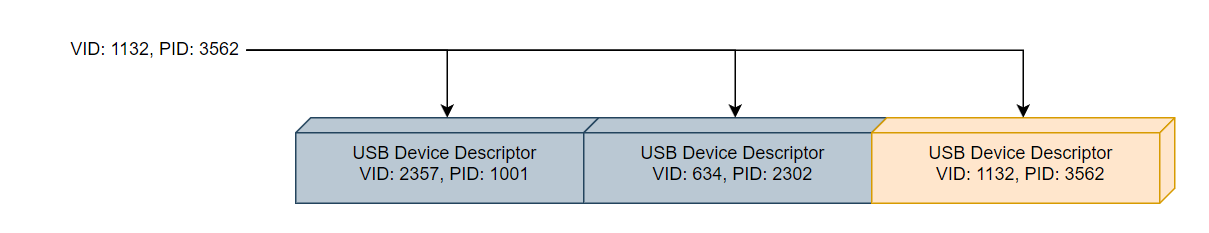 VID: 1132, PID: 3562
USB Device Descriptor
VID: 2357, PID: 1001
USB Device Descriptor
VID: 634, PID: 2302
USB Device Descriptor
VID: 1132, PID: 3562